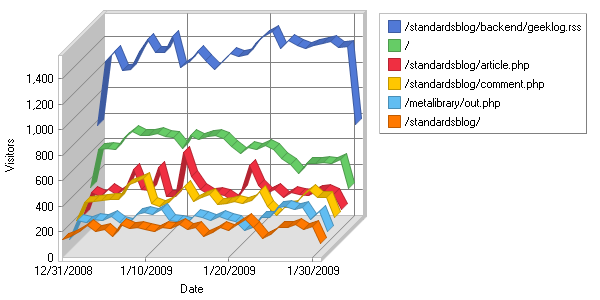 /standardsblog/backend/geeklog.rss
/
/standardsblog/article.php
/standardsblog/comment.php
/metalibrary/out.php
/standardsblog/
Visitors
1,400
1,200
1,000
800
600
400
200
0
12/31/2008 1/10/2009 1/20/2009 1/30/2009
Date